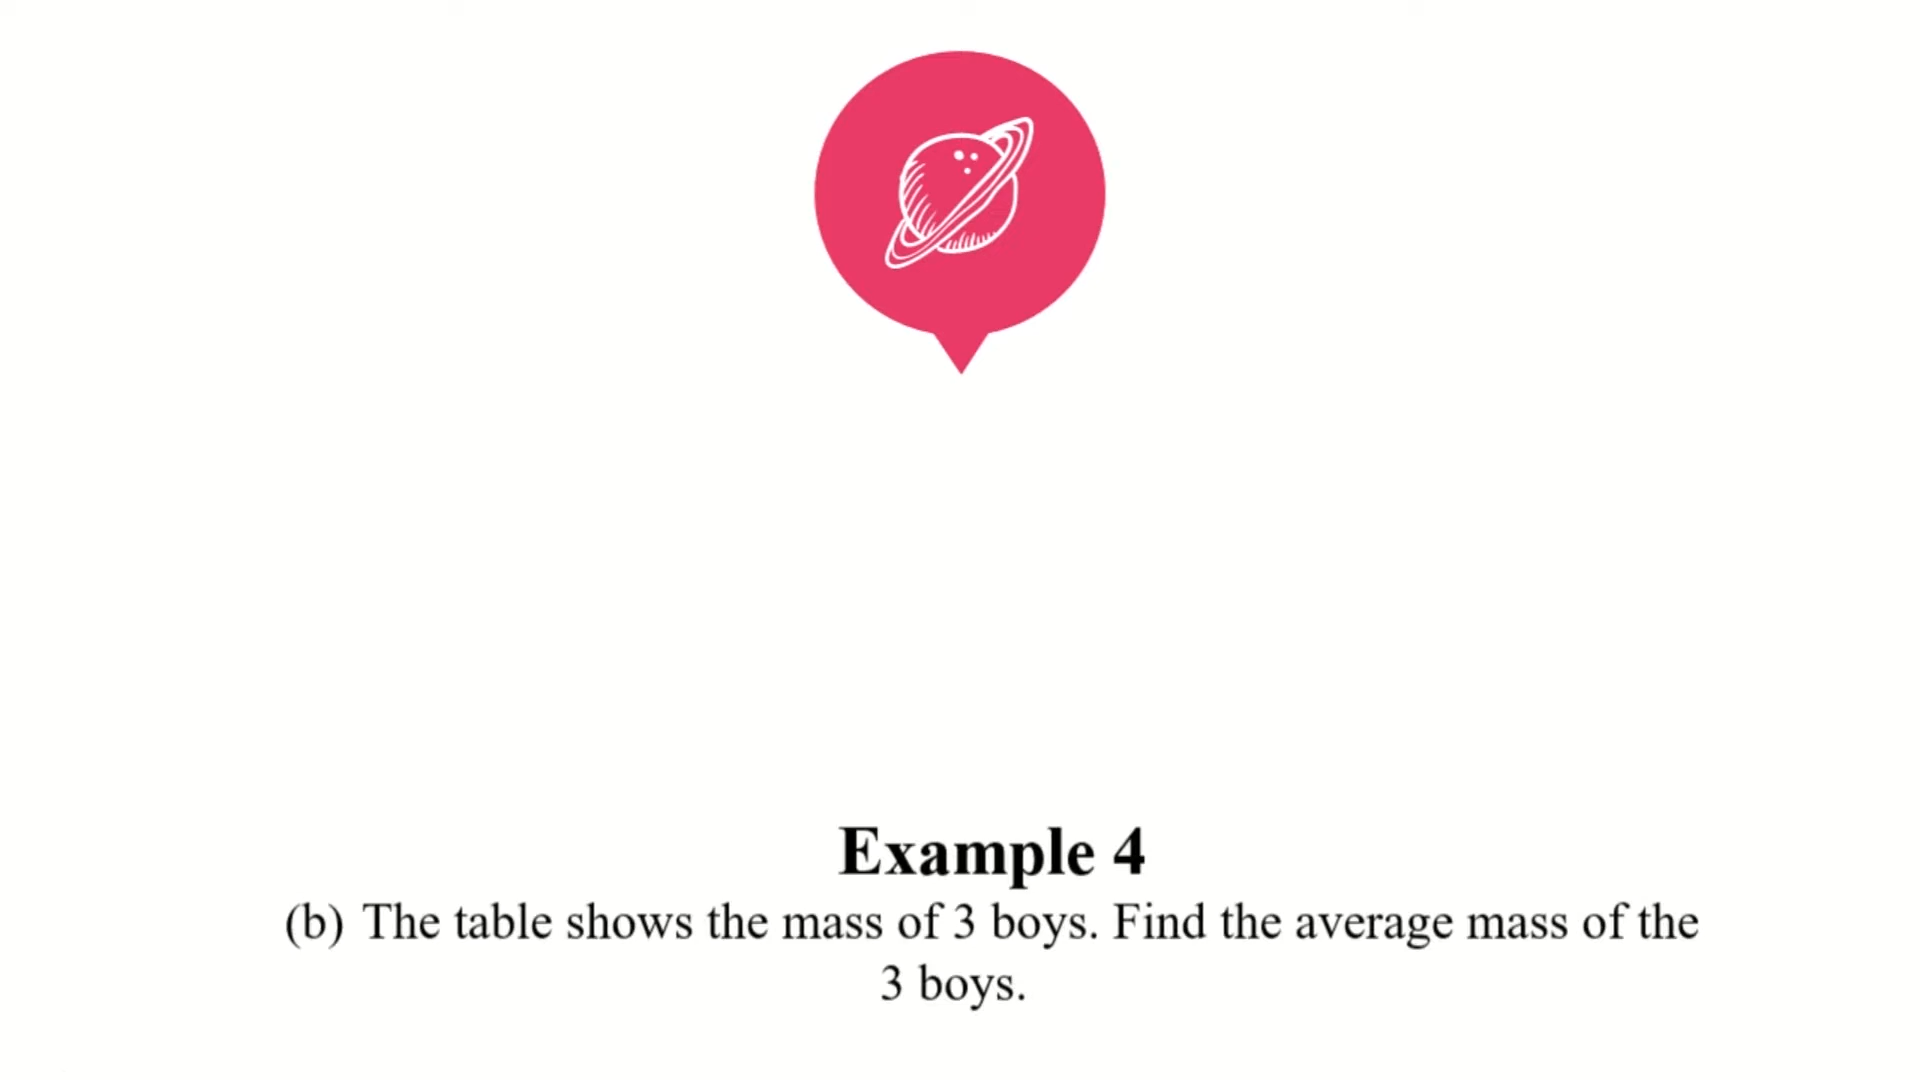 Example 4
(b) The table shows the mass of 3 boys. Find the average mass of the
3 boys.